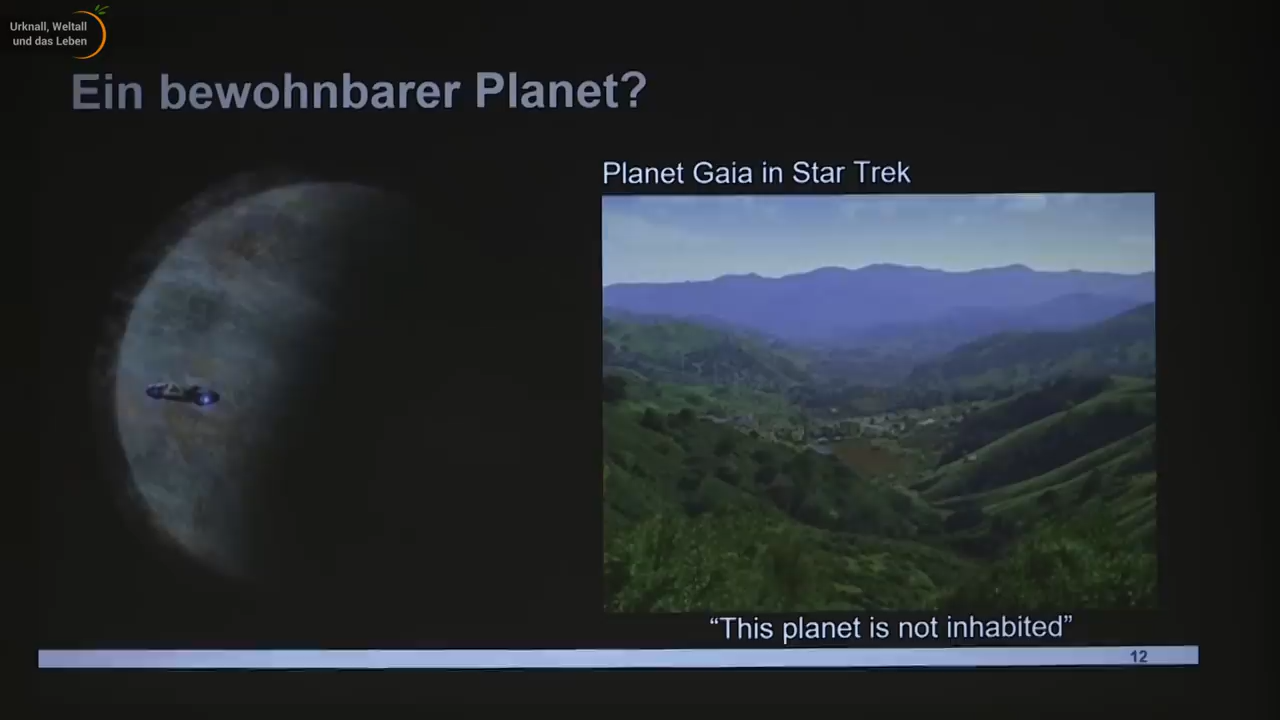 Urknall, Weltall
und das Leben
Ein bewohnbarer Planet?
Planet Gaia in Star Trek
“This planet is not inhabited”
12